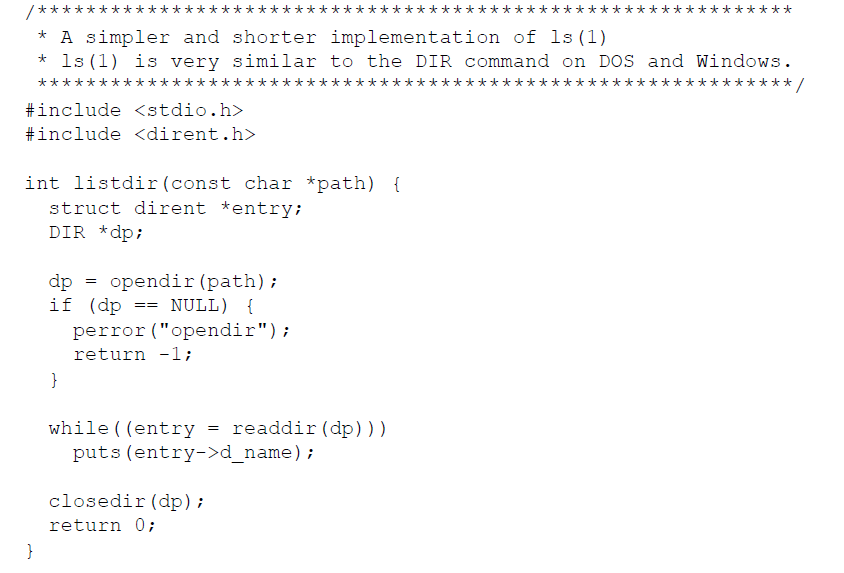 /**************************************************************
 * A simpler and shorter implementation of ls(1)
 * ls(1) is very similar to the DIR command on DOS and Windows.
 **************************************************************/
#include <stdio.h>
#include <dirent.h>

int listdir(const char *path) {
  struct dirent *entry;
  DIR *dp;

  dp = opendir(path);
  if (dp == NULL) {
    perror("opendir");
    return -1;
  }

  while((entry = readdir(dp)))
    puts(entry->d_name);

  closedir(dp);
  return 0;
}